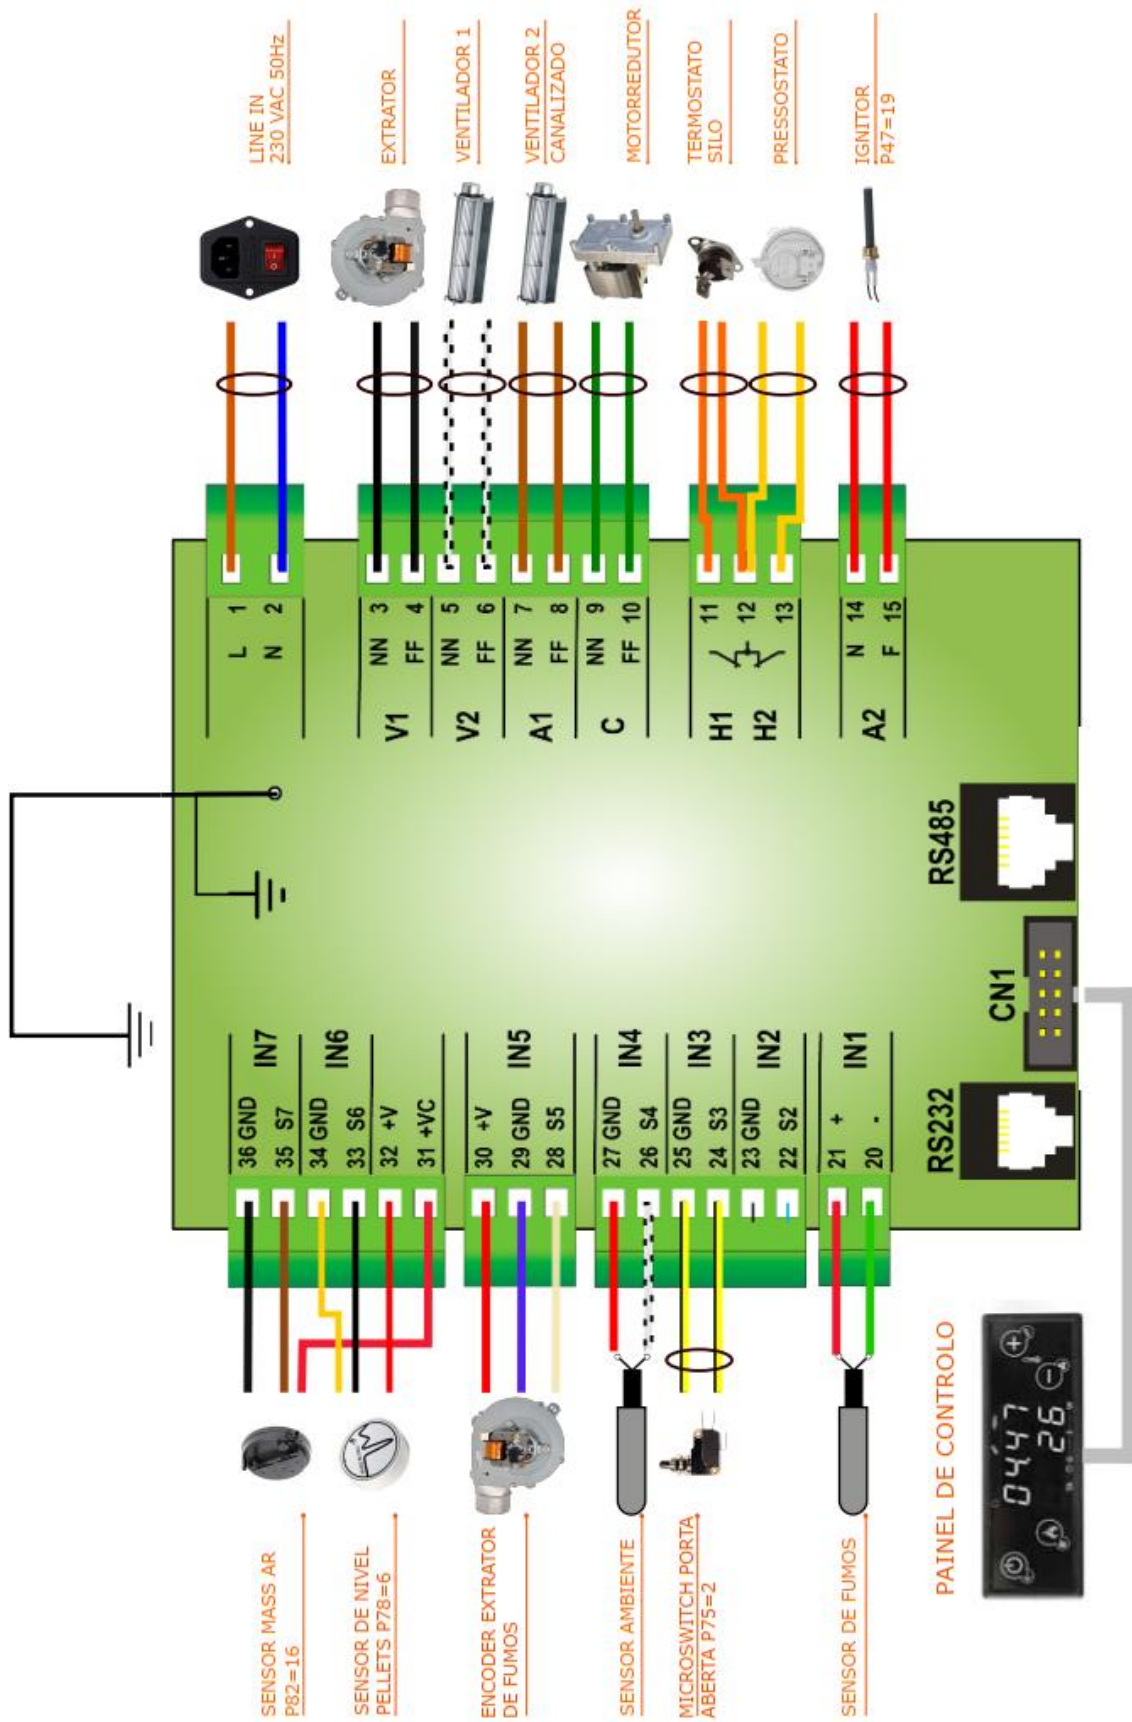 LINE IN
230 VAC 50Hz
EXTRATOR
VENTILADOR 1
VENTILADOR 2
CANALIZADO
MOTORREDUTOR
TERMOSTATO
SILO
PRESSOSTATO
IGNITOR
P47=19
L 1
N 2
NN 3
FF 4
V1
NN 5
FF 6
V2
NN 7
FF 8
A1
NN 9
FF 10
C
11
12
13
H1
H2
N 14
F 15
A2
RS485
CN1
RS232
36 GND
35 S7
IN7
34 GND
33 S6
IN6
32 +V
31 +VC
30 +V
29 GND
28 S5
IN5
27 GND
26 S4
IN4
25 GND
24 S3
IN3
23 GND
22 S2
IN2
21 +
20 -
IN1
SENSOR MASS AR
P82=16
SENSOR DE NIVEL
PELLETS P78=6
ENCODER EXTRATOR
DE FUMOS
SENSOR AMBIENTE
MICROSWITCH PORTA
ABERTA P75=2
SENSOR DE FUMOS
PAINEL DE CONTROLO
04:47
26